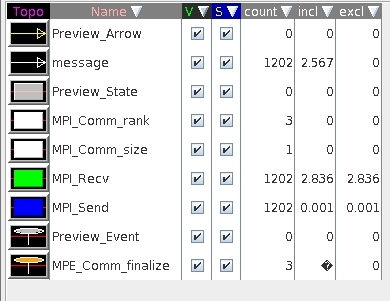 Topo Name ▼ V ▼ S ▼ count ▼ incl ▼ excl ▼
Preview_Arrow 0 0 0
message 1202 2.567 0
Preview_State 0 0 0
MPI_Comm_rank 3 0 0
MPI_Comm_size 1 0 0
MPI_Recv 1202 2.836 2.836
MPI_Send 1202 0.001 0.001
Preview_Event 0 0 0
MPE_Comm_finalize 3 � 0